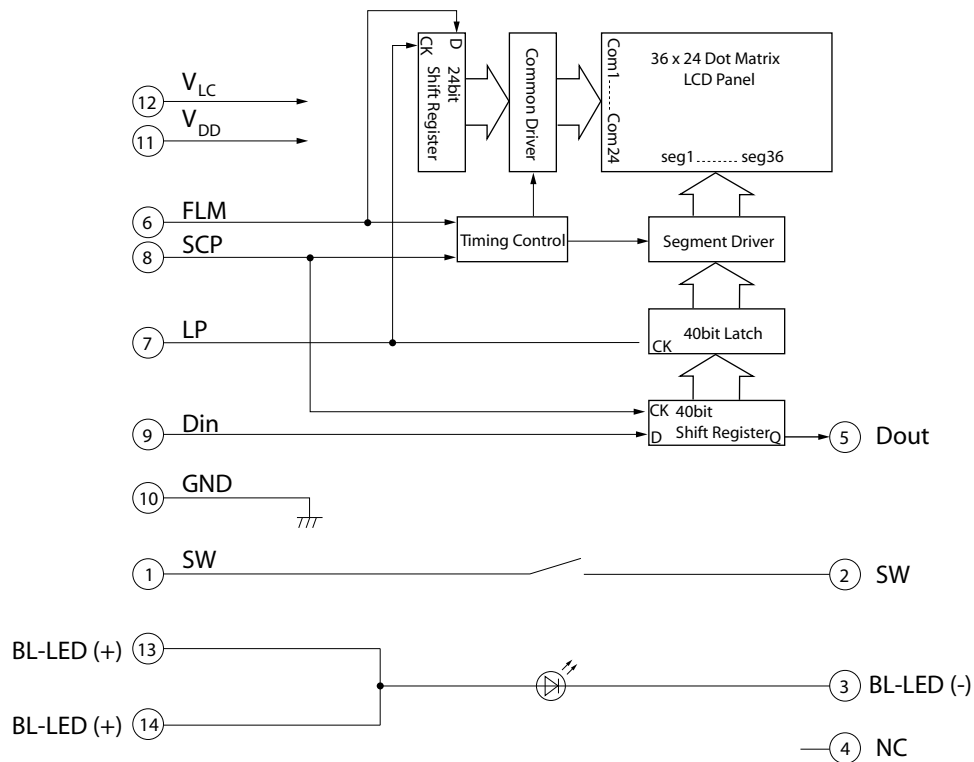 CK
D
24bit
Shift Register
Common Driver
Com1........Com24
36 x 24 Dot Matrix
LCD Panel
seg1........ seg36
12
VLC
11
VDD
6
FLM
8
SCP
Timing Control
Segment Driver
7
LP
40bit Latch
CK
9
Din
CK 40bit
Shift Register
D
Q
5
Dout
10
GND
1
SW
2
SW
BL-LED (+)
13
3
BL-LED (-)
BL-LED (+)
14
4
NC